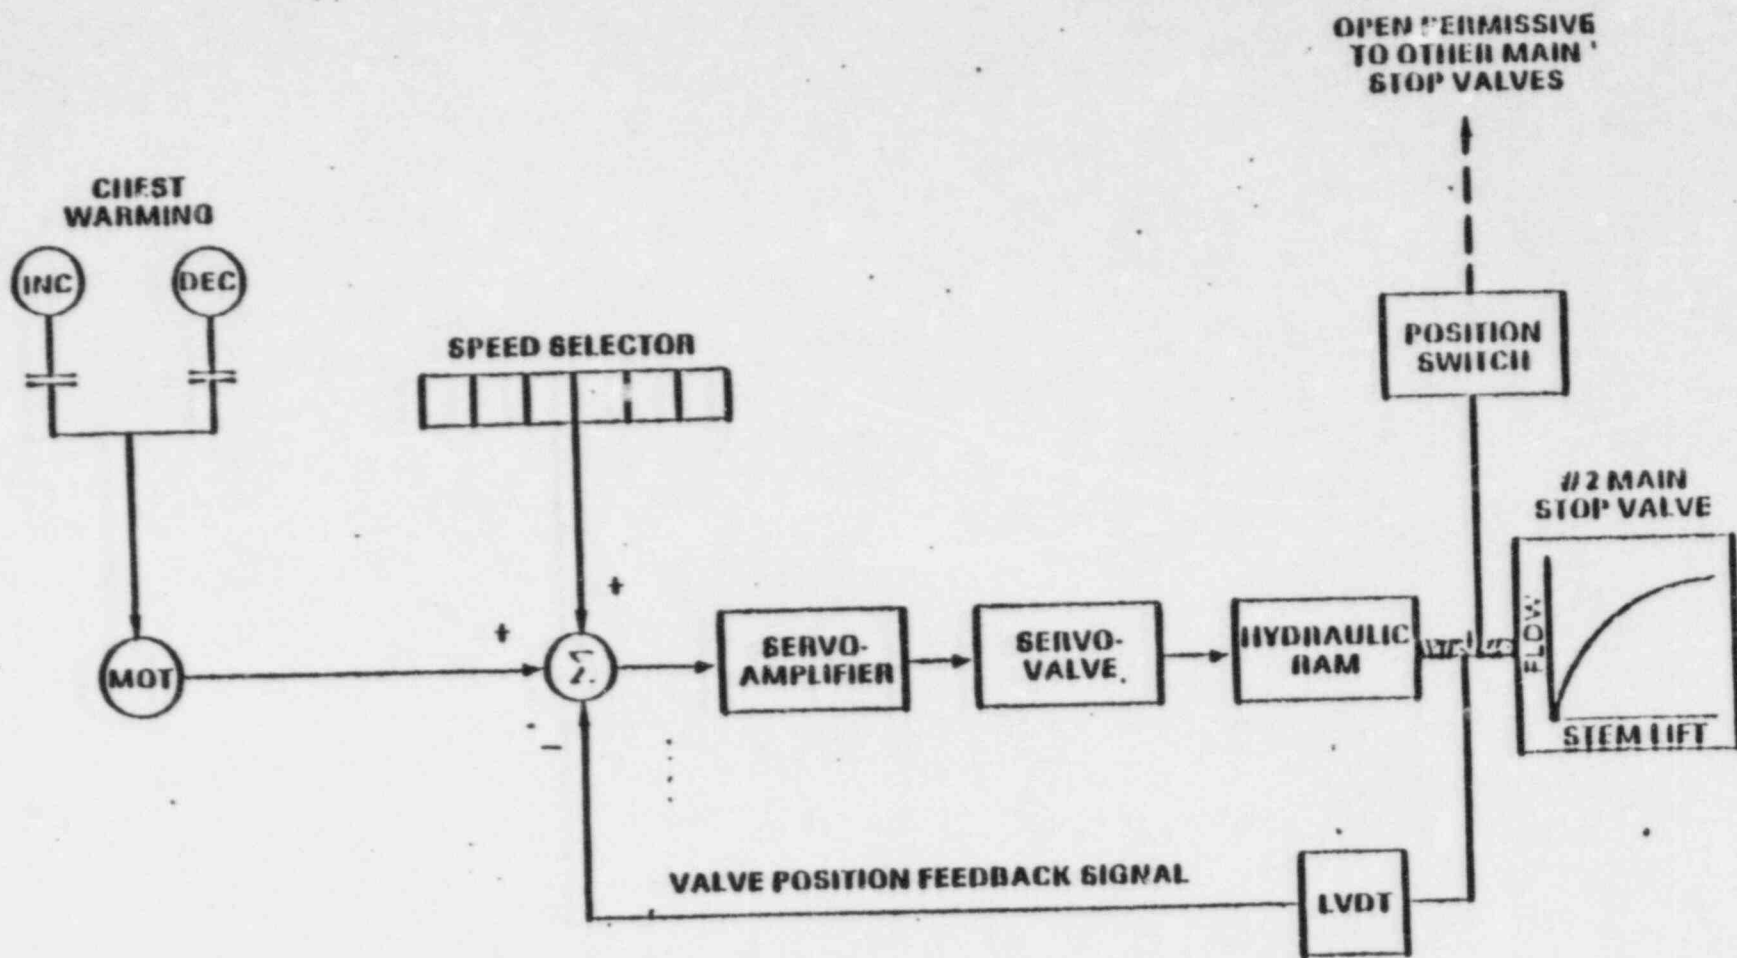 OPEN PERMISSIVE
TO OTHER MAIN
STOP VALVES
CHEST
WARMING
INC
DEC
SPEED SELECTOR
POSITION
SWITCH
#2 MAIN
STOP VALVE
+
+
MOT
Σ
SERVO-
AMPLIFIER
SERVO-
VALVE
HYDRAULIC
RAM
FLOW
STEM LIFT
−
VALVE POSITION FEEDBACK SIGNAL
LVDT